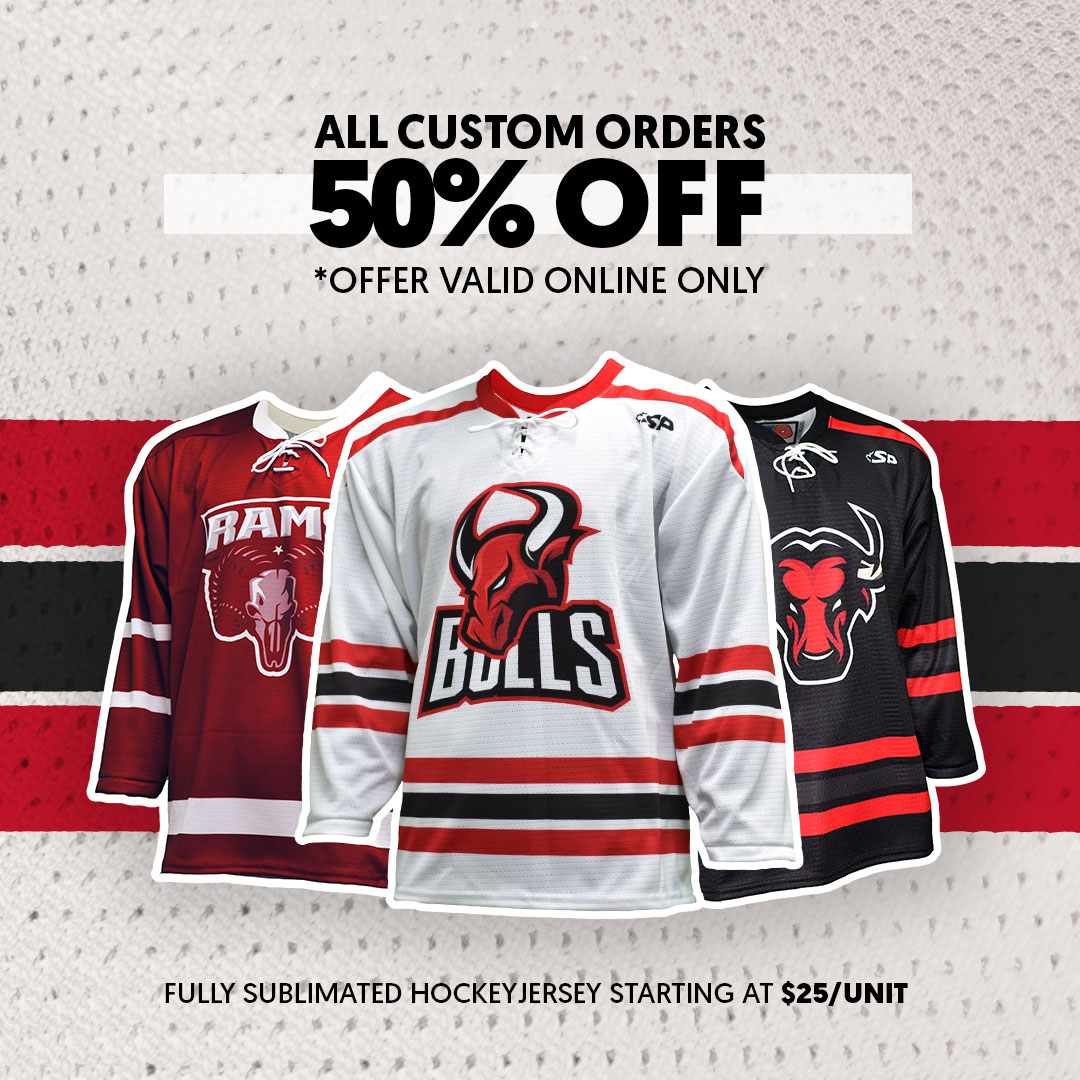 ALL CUSTOM ORDERS
50% OFF
*OFFER VALID ONLINE ONLY
SP
SP
RAMS
BULLS
FULLY SUBLIMATED HOCKEYJERSEY STARTING AT $25/UNIT